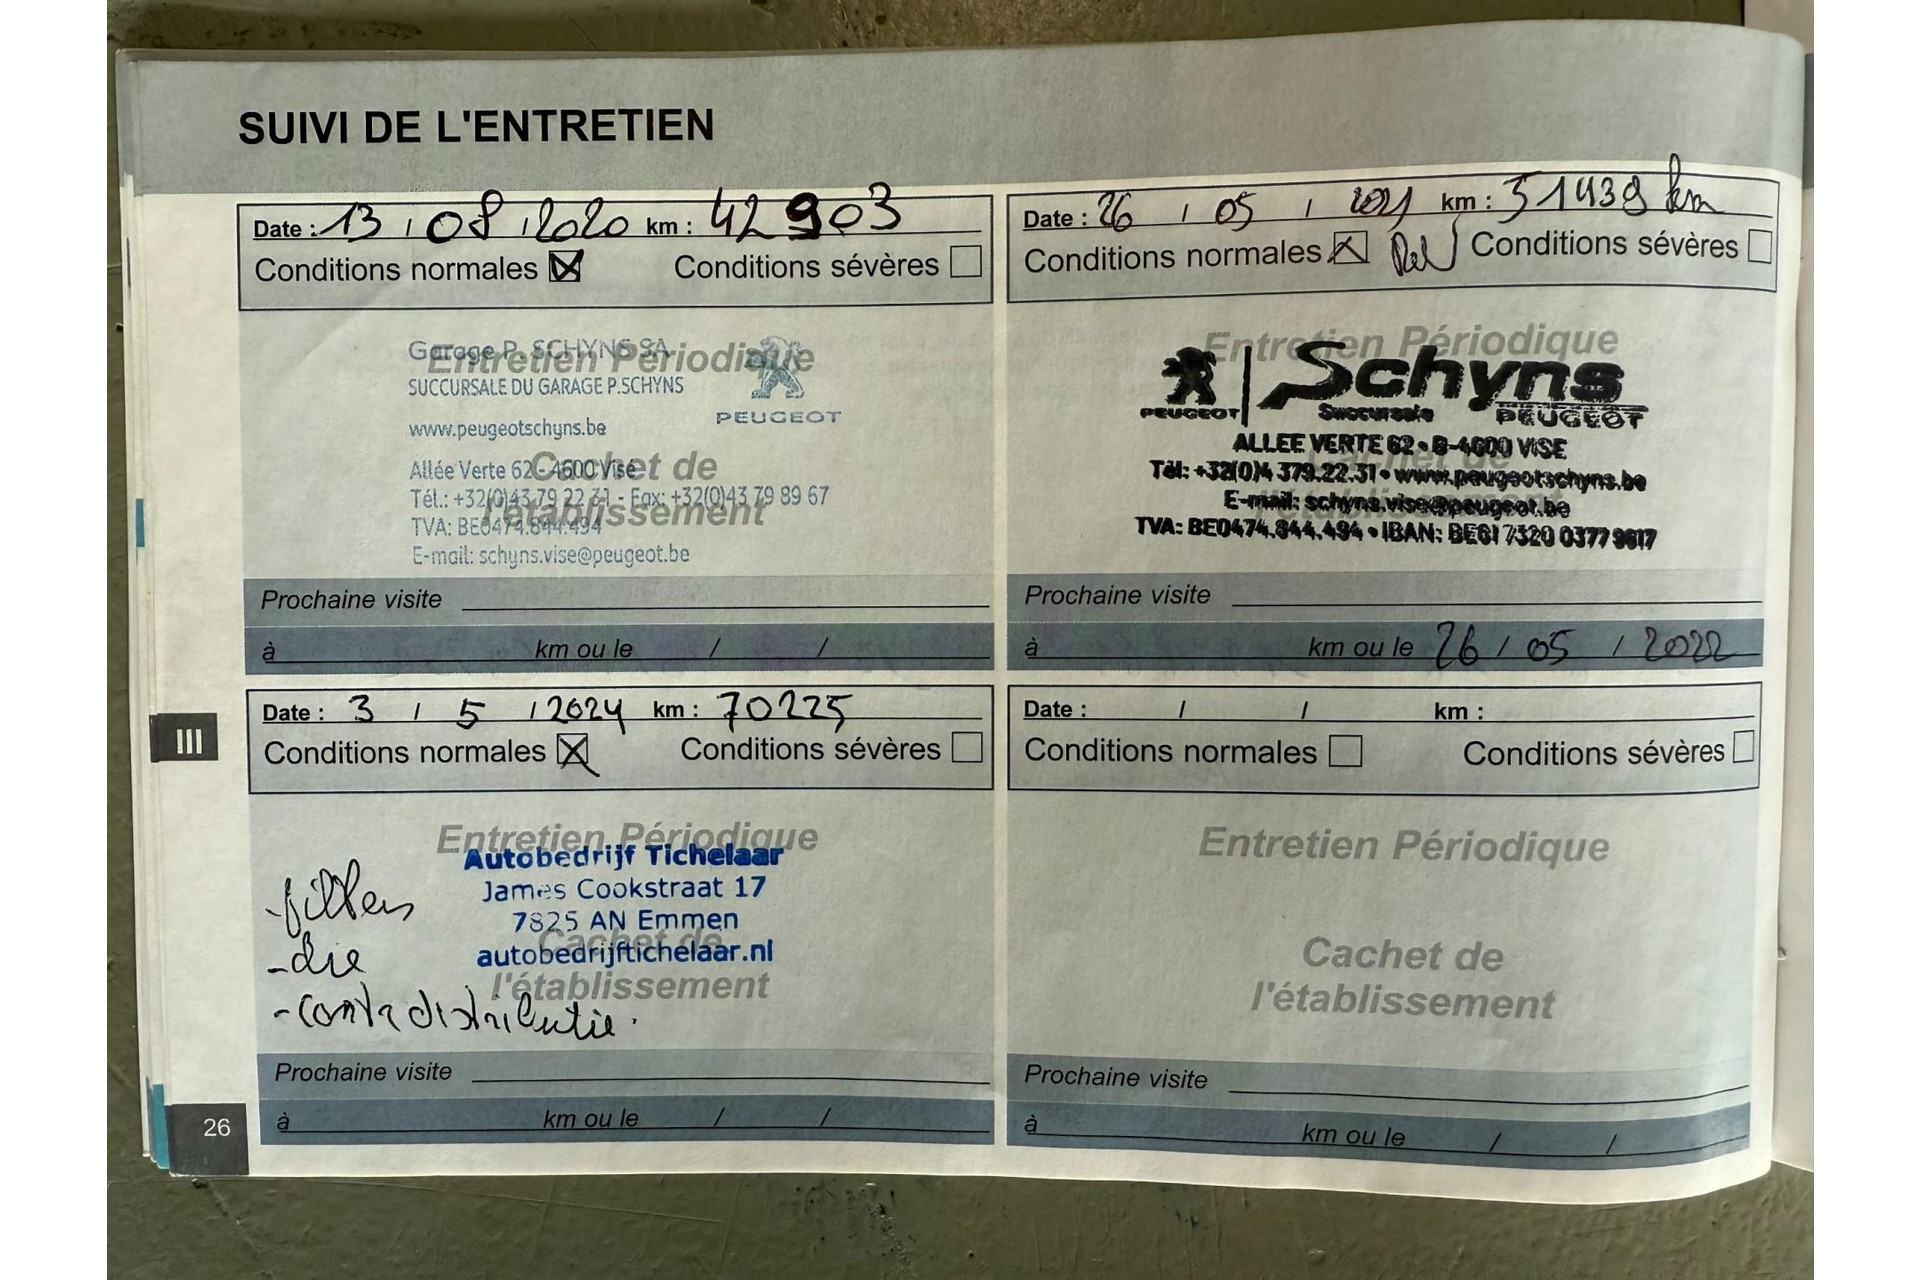 SUIVI DE L'ENTRETIEN
Date : 13 / 08 / 2020 km : 42 903
Conditions normales ☒ Conditions sévères ☐
Entretien Périodique
Garage P. SCHYNS SA
SUCCURSALE DU GARAGE P.SCHYNS
PEUGEOT
www.peugeotschyns.be
Cachet de
l'établissement
Allée Verte 62 - 4600 Visé
Tél.: +32(0)43 79 22 31 - Fax: +32(0)43 79 89 67
TVA: BE0474.844.494
E-mail: schyns.vise@peugeot.be
Prochaine visite
à km ou le / /
Date : 26 / 05 / 2021 km : 51439 km
Conditions normales ☒ Conditions sévères ☐
Entretien Périodique
Cachet de
l'établissement
PEUGEOT
Schyns
Succursale PEUGEOT
ALLEE VERTE 62 • B-4600 VISE
Tél: +32(0)4 379.22.31 • www.peugeotschyns.be
E-mail: schyns.vise@peugeot.be
TVA: BE0474.844.494 • IBAN: BE61 7320 0377 9617
Prochaine visite
à km ou le 26 / 05 / 2022
III
Date : 3 / 5 / 2024 km : 70225
Conditions normales ☒ Conditions sévères ☐
Entretien Périodique
Autobedrijf Tichelaar
James Cookstraat 17
7825 AN Emmen
autobedrijftichelaar.nl
Cachet de
l'établissement
-filters
-olie
-contr distributie.
Prochaine visite
à km ou le / /
Date : / / km :
Conditions normales ☐ Conditions sévères ☐
Entretien Périodique
Cachet de
l'établissement
Prochaine visite
à km ou le / /
26